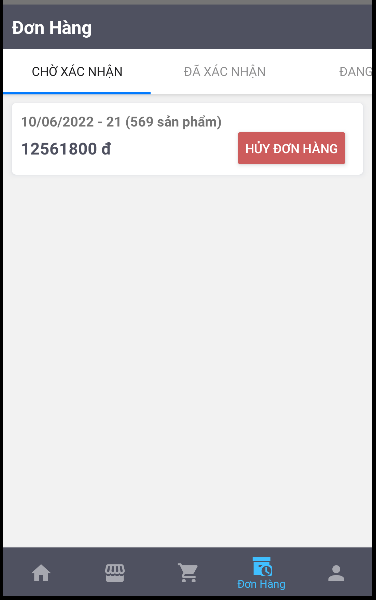 Đơn Hàng
CHỜ XÁC NHẬN ĐÃ XÁC NHẬN ĐANG
10/06/2022 - 21 (569 sản phẩm)
12561800 đ HỦY ĐƠN HÀNG
Đơn Hàng